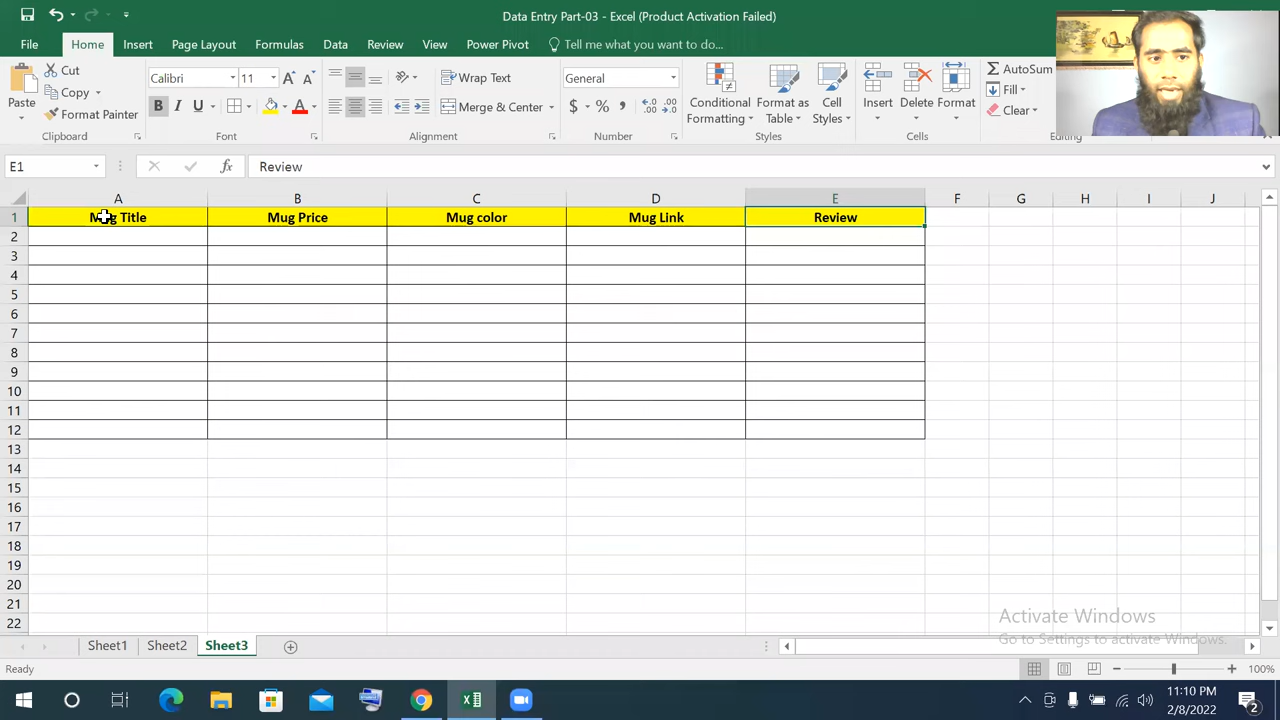 Data Entry Part-03 - Excel (Product Activation Failed)
File Home Insert Page Layout Formulas Data Review View Power Pivot Tell me what you want to do...
Paste Cut Copy Format Painter
Calibri 11
B I U
Wrap Text
Merge & Center
General
$ % ,
Conditional Formatting
Format as Table
Cell Styles
Insert Delete Format
AutoSum
Fill
Clear
Clipboard Font Alignment Number Styles Cells Editing
E1 fx Review
A B C D E F G H I J
1 Mug Title Mug Price Mug color Mug Link Review
2
3
4
5
6
7
8
9
10
11
12
13
14
15
16
17
18
19
20
21
22
Activate Windows
Go to Settings to activate Windows.
Sheet1 Sheet2 Sheet3
Ready 100%
11:10 PM
2/8/2022
2